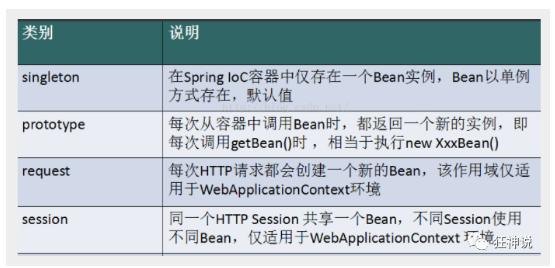 类别 说明
singleton 在Spring IoC容器中仅存在一个Bean实例，Bean以单例
方式存在，默认值
prototype 每次从容器中调用Bean时，都返回一个新的实例，即
每次调用getBean()时 ，相当于执行new XxxBean()
request 每次HTTP请求都会创建一个新的Bean，该作用域仅适
用于WebApplicationContext环境
session 同一个HTTP Session 共享一个Bean，不同Session使用
不同Bean，仅适用于WebApplicationContext 环境
狂神说